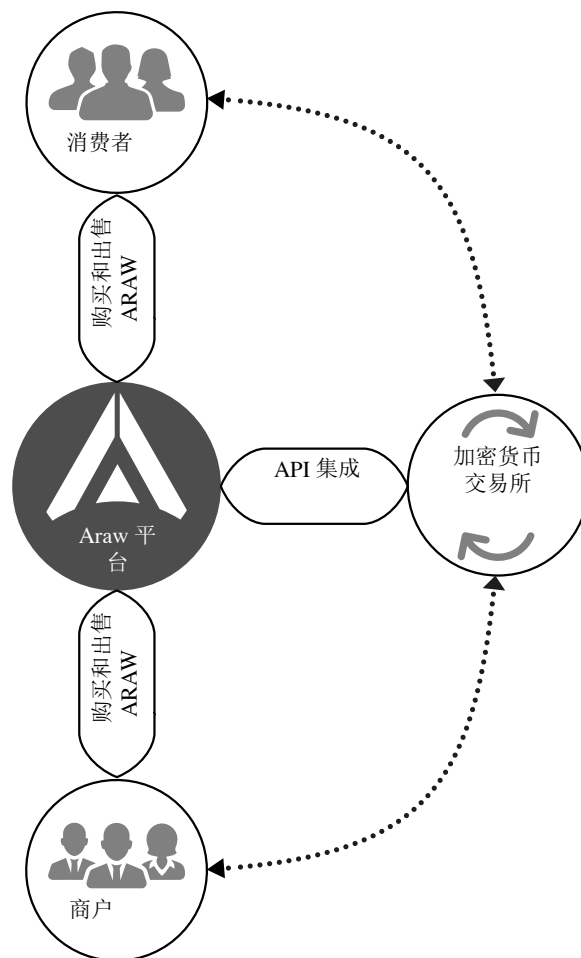 消费者
购买和出售
ARAW
API 集成
加密货币
交易所
Araw 平
台
购买和出售
ARAW
商户